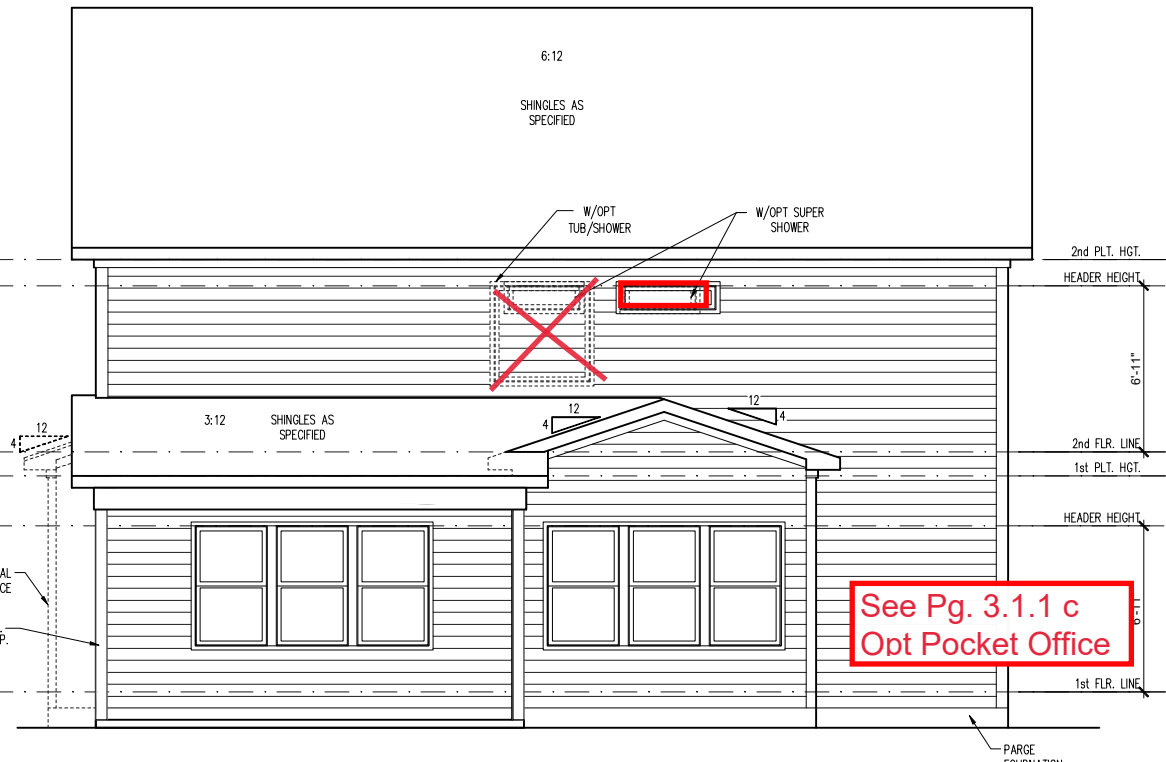 6:12
SHINGLES AS
SPECIFIED
W/OPT
TUB/SHOWER
W/OPT SUPER
SHOWER
2nd PLT. HGT.
HEADER HEIGHT
6'-11"
12
4
3:12
SHINGLES AS
SPECIFIED
12
4
12
4
2nd FLR. LINE
1st PLT. HGT.
HEADER HEIGHT
See Pg. 3.1.1 c
Opt Pocket Office
1st FLR. LINE
PARGE